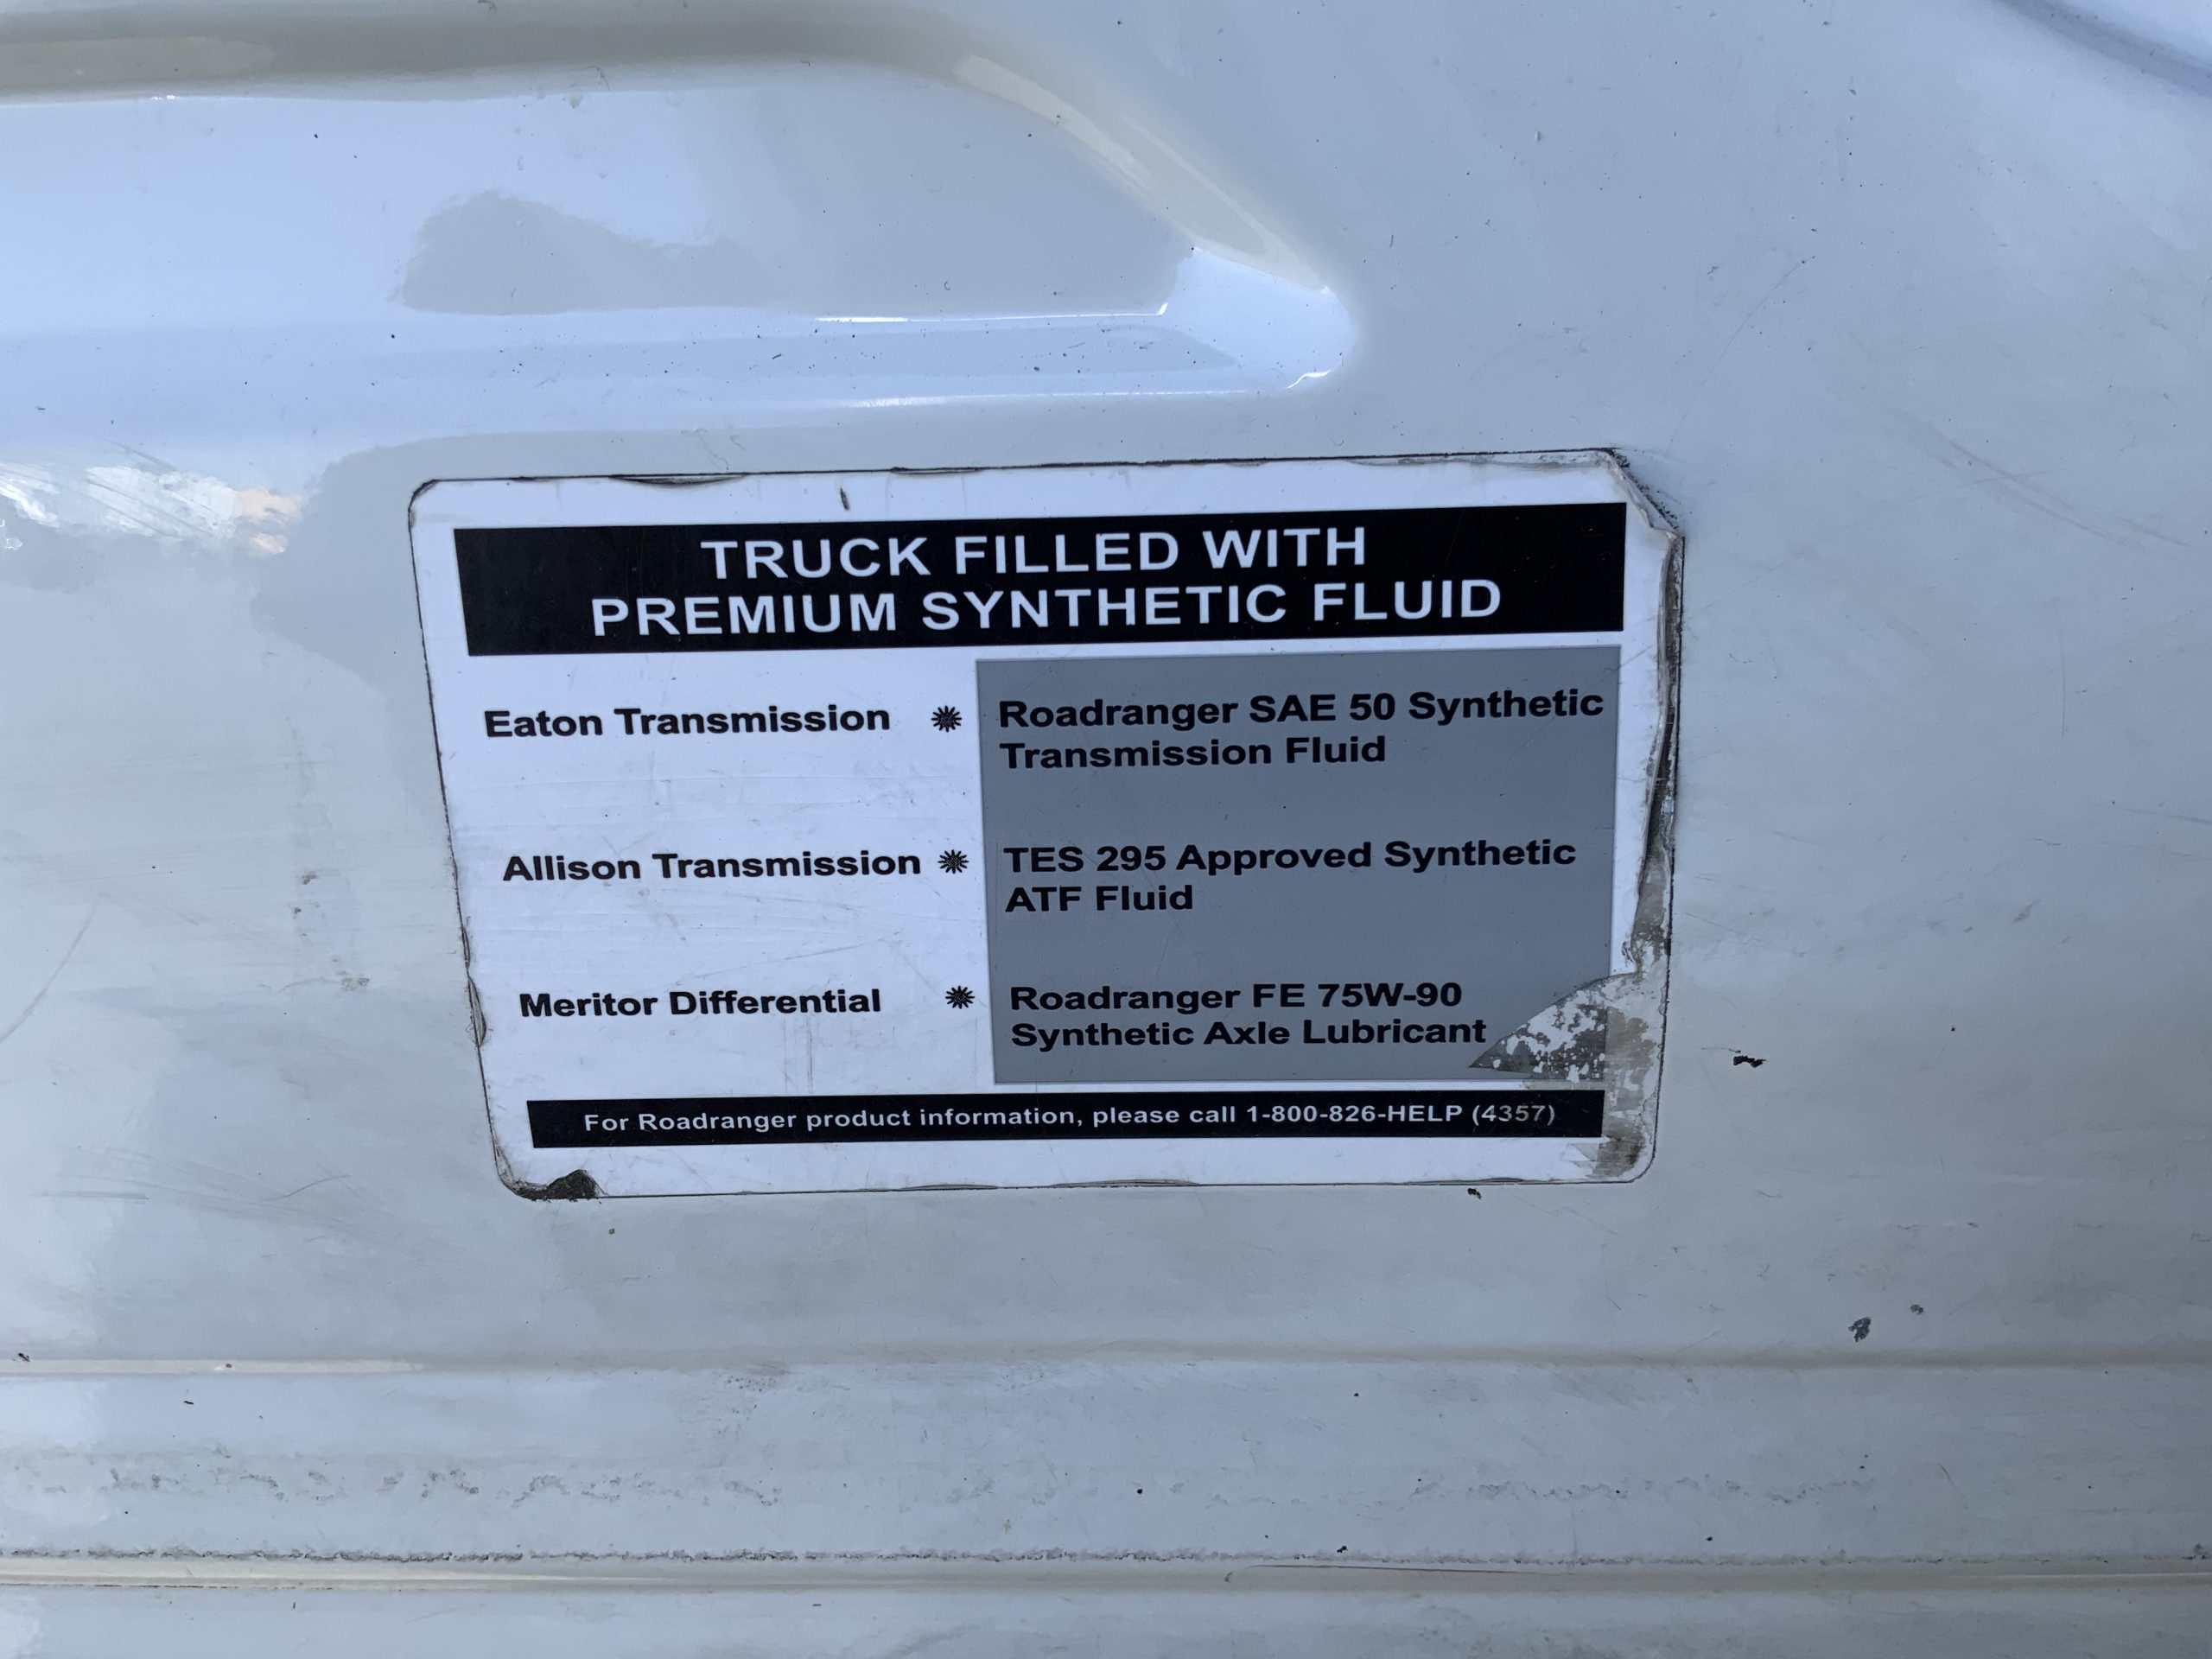 TRUCK FILLED WITH
PREMIUM SYNTHETIC FLUID
Eaton Transmission
Roadranger SAE 50 Synthetic
Transmission Fluid
Allison Transmission
TES 295 Approved Synthetic
ATF Fluid
Meritor Differential
Roadranger FE 75W-90
Synthetic Axle Lubricant
For Roadranger product information, please call 1-800-826-HELP (4357)